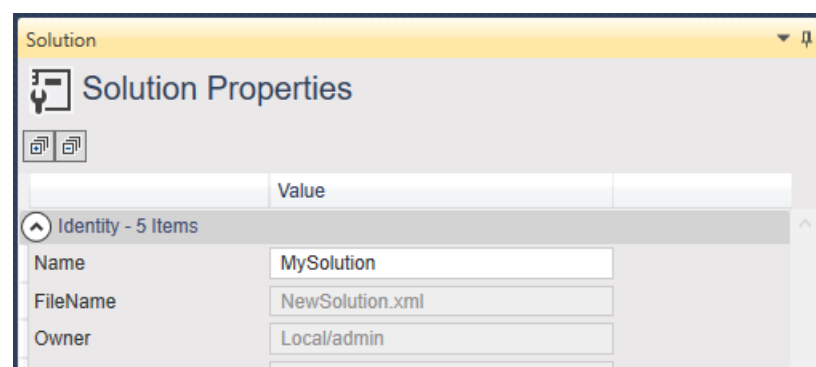 Solution
Solution Properties
Value
Identity - 5 Items
Name MySolution
FileName NewSolution.xml
Owner Local/admin